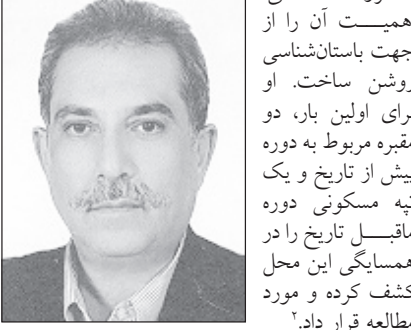 همیـــت آن را از
جهت باستان‌شناسی
روشن ساخت. او
برای اولین بار، دو
مقبره مربوط به دوره
پیش از تاریخ و یک
تپه مسکونی دوره
ماقبـــل تاریخ را در
همسایگی این محل
کشف کرده و مورد
مطالعه قرار داد.۲